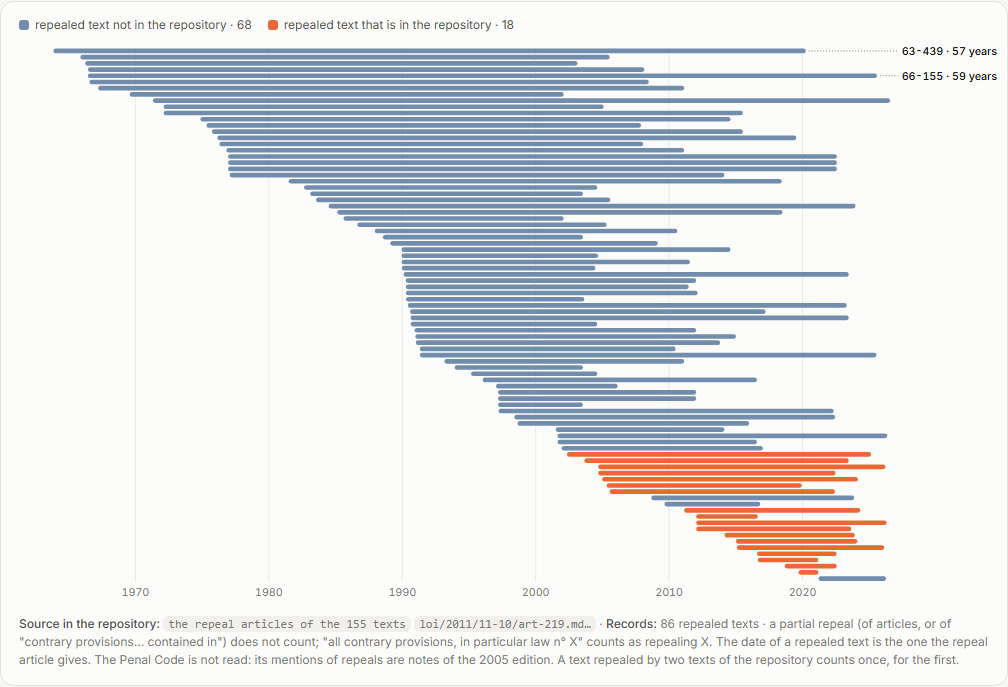 repealed text not in the repository · 68 repealed text that is in the repository · 18
63-439 · 57 years
66-155 · 59 years
1970 1980 1990 2000 2010 2020
Source in the repository: the repeal articles of the 155 texts loi/2011/11-10/art-219.md… · Records: 86 repealed texts · a partial repeal (of articles, or of
"contrary provisions… contained in") does not count; "all contrary provisions, in particular law n° X" counts as repealing X. The date of a repealed text is the one the repeal
article gives. The Penal Code is not read: its mentions of repeals are notes of the 2005 edition. A text repealed by two texts of the repository counts once, for the first.